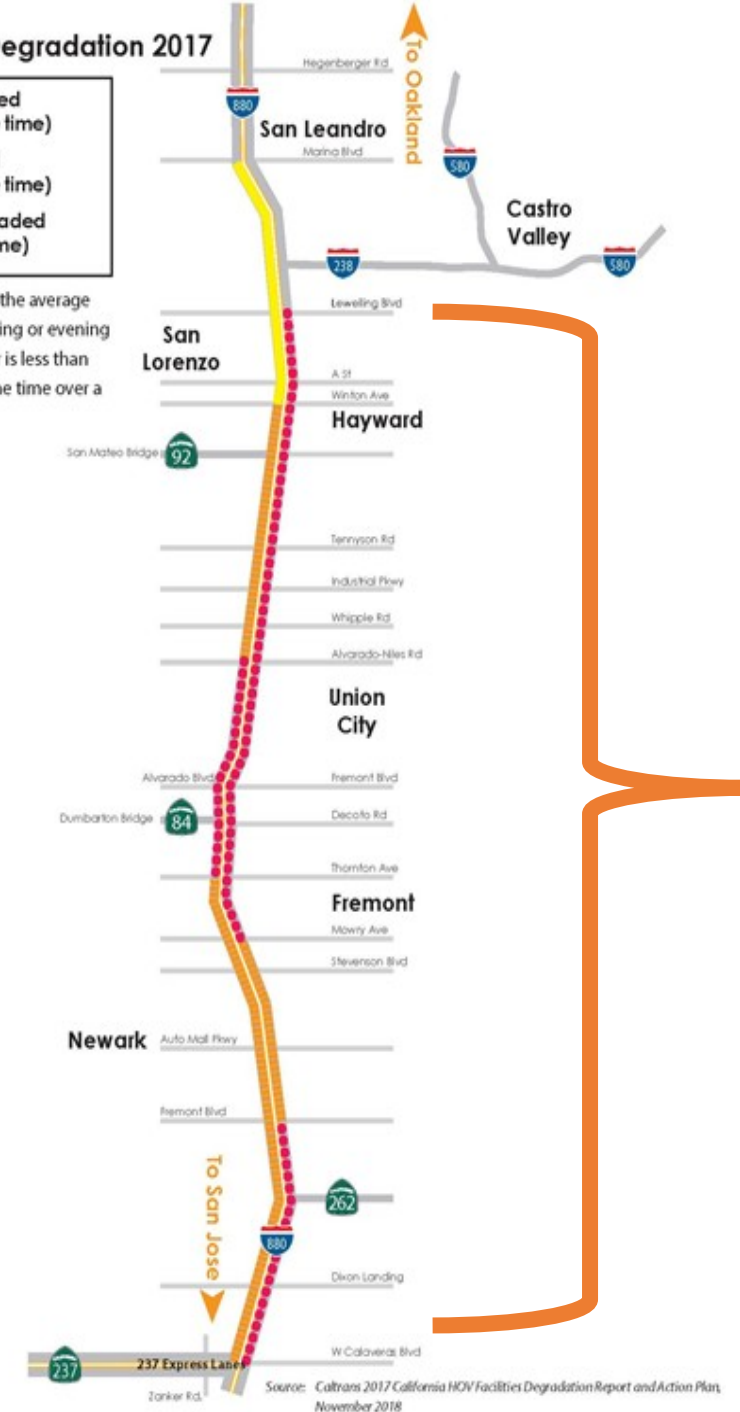 egradation 2017
ed
time)
time)
aded
me)
the average
ing or evening
is less than
ne time over a
To Oakland
Hegenberger Rd
880
San Leandro
Marina Blvd
580
Castro
Valley
238
580
Lewelling Blvd
San
Lorenzo
A St
Winton Ave
Hayward
San Mateo Bridge
92
Tennyson Rd
Industrial Pkwy
Whipple Rd
Alvarado-Niles Rd
Union
City
Alvarado Blvd
Fremont Blvd
Dumbarton Bridge
84
Decoto Rd
Thornton Ave
Fremont
Mowry Ave
Stevenson Blvd
Newark
Auto Mall Pkwy
Fremont Blvd
To San Jose
262
880
Dixon Landing
W Calaveras Blvd
237
237 Express Lanes
Zanker Rd.
Source: Caltrans 2017 California HOV Facilities Degradation Report and Action Plan,
November 2018